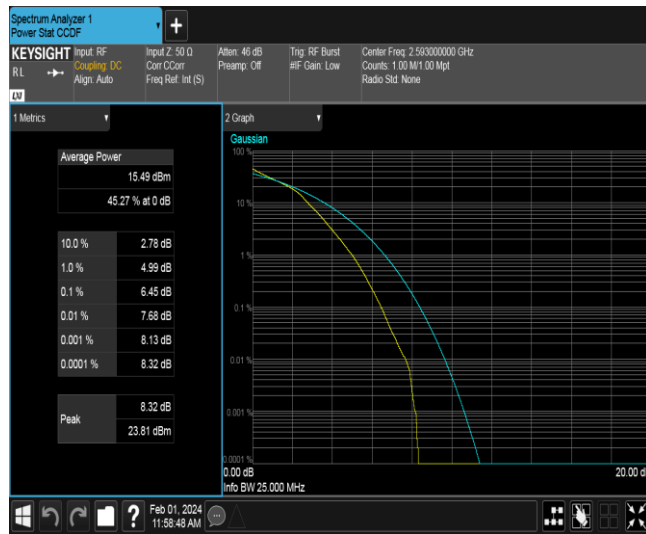 Spectrum Analyzer 1
Power Stat CCDF
+
KEYSIGHT
RL
LXI
Input: RF
Coupling: DC
Align: Auto
Input Z: 50 Ω
Corr CCorr
Freq Ref: Int (S)
Atten: 46 dB
Preamp: Off
Trig: RF Burst
#IF Gain: Low
Center Freq: 2.593000000 GHz
Counts: 1.00 M/1.00 Mpt
Radio Std: None
1 Metrics
Average Power
15.49 dBm
45.27 % at 0 dB
10.0 % 2.78 dB
1.0 % 4.99 dB
0.1 % 6.45 dB
0.01 % 7.68 dB
0.001 % 8.13 dB
0.0001 % 8.32 dB
Peak
8.32 dB
23.81 dBm
2 Graph
Gaussian
100 %
10 %
1 %
0.1 %
0.01 %
0.001 %
0.0001 %
0.00 dB
20.00 d
Info BW 25.000 MHz
?
Feb 01, 2024
11:58:48 AM